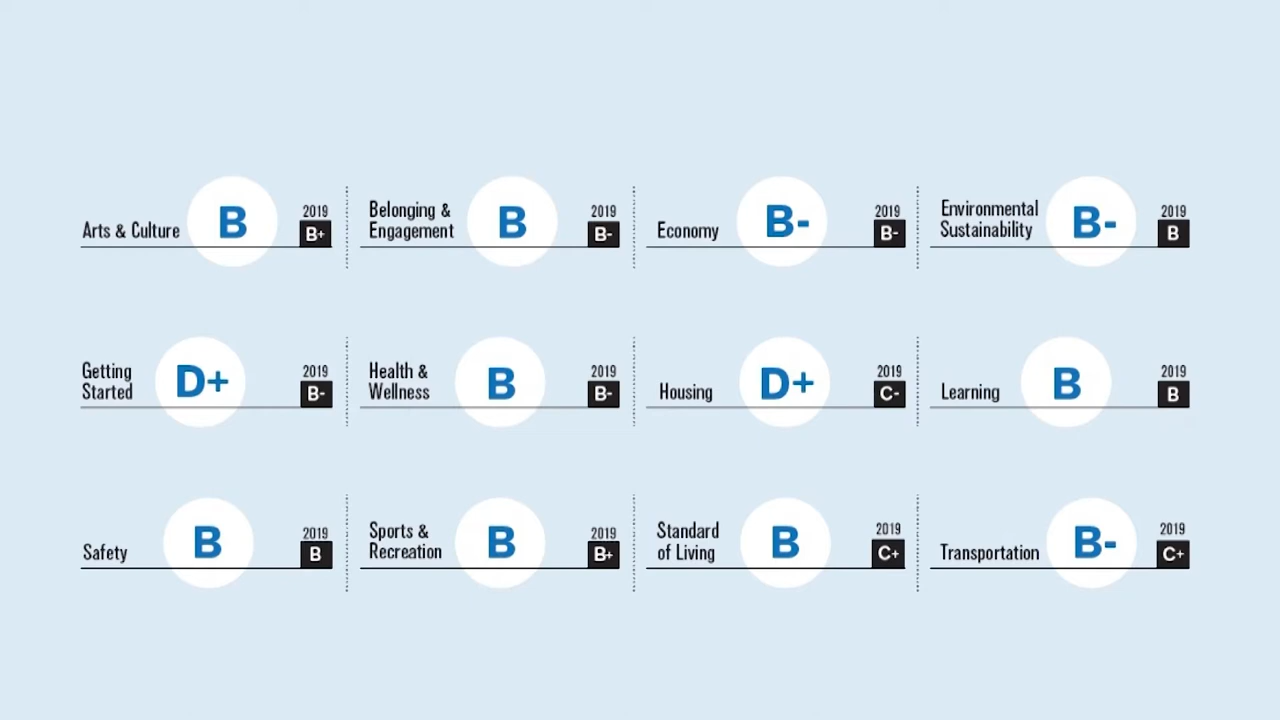 Arts & Culture B 2019 B+
Belonging &
Engagement B 2019 B-
Economy B- 2019 B-
Environmental
Sustainability B- 2019 B
Getting
Started D+ 2019 B-
Health &
Wellness B 2019 B-
Housing D+ 2019 C-
Learning B 2019 B
Safety B 2019 B
Sports &
Recreation B 2019 B+
Standard
of Living B 2019 C+
Transportation B- 2019 C+